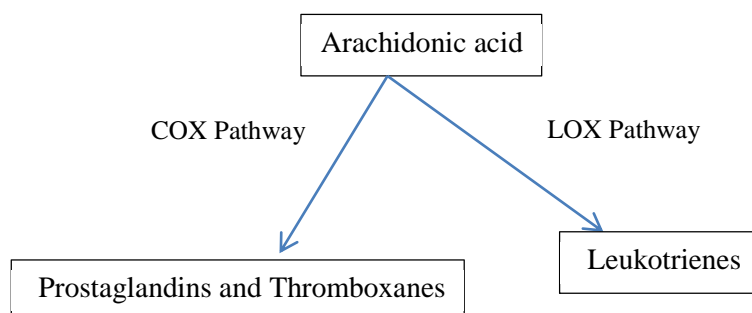 Arachidonic acid
COX Pathway
LOX Pathway
Leukotrienes
Prostaglandins and Thromboxanes